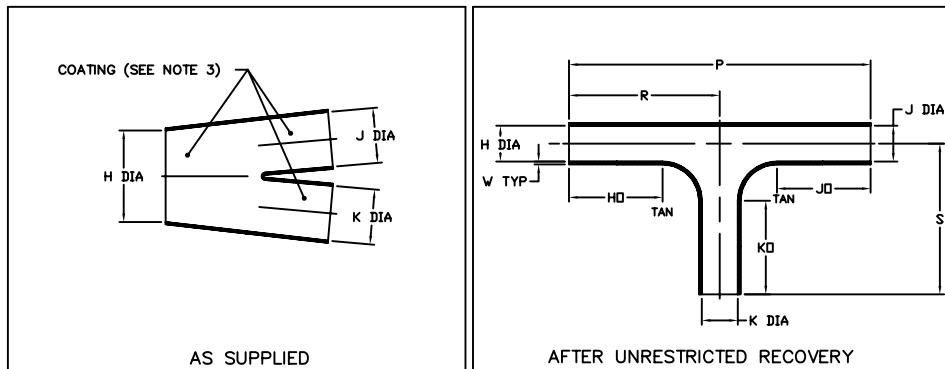 COATING (SEE NOTE 3)
H DIA
J DIA
K DIA
AS SUPPLIED
P
R
J DIA
H DIA
W TYP
HO
TAN
TAN
JO
S
KO
K DIA
AFTER UNRESTRICTED RECOVERY